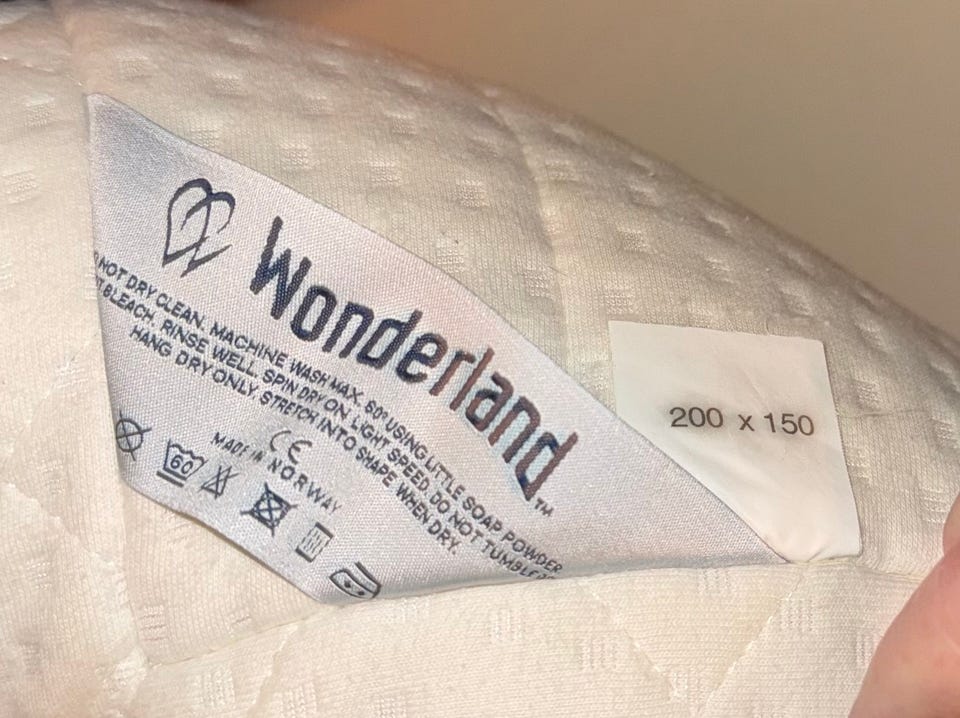 Wonderland™
NOT DRY CLEAN. MACHINE WASH MAX. 60° USING LITTLE SOAP POWDER
BLEACH. RINSE WELL. SPIN DRY ON LIGHT SPEED. DO NOT TUMBLE
HANG DRY ONLY. STRETCH INTO SHAPE WHEN DRY.
CE
MADE IN NORWAY
60
200 x 150